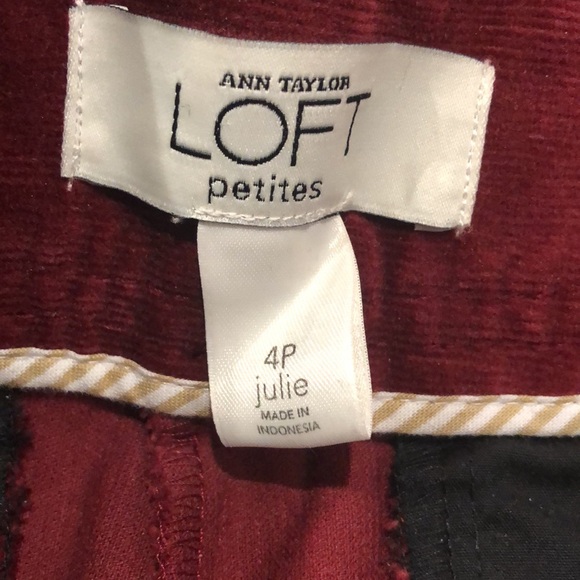 ANN TAYLOR
LOFT
petites
4P
julie
MADE IN
INDONESIA